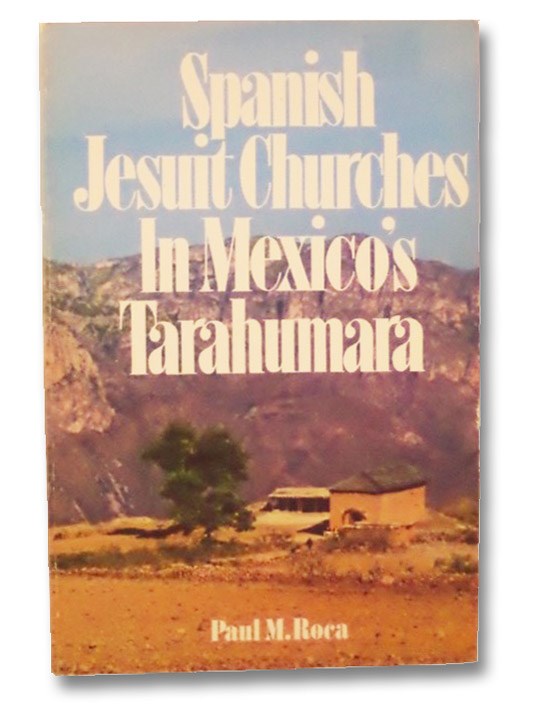 Spanish
Jesuit Churches
In Mexico's
Tarahumara
Paul M. Roca